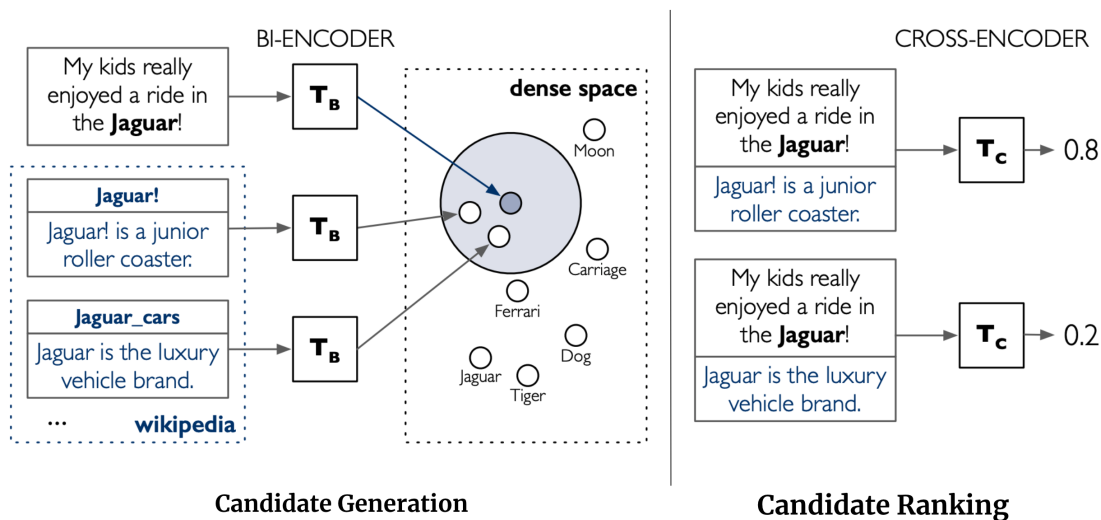 BI-ENCODER
My kids really
enjoyed a ride in
the Jaguar!
T_B
Jaguar!
Jaguar! is a junior
roller coaster.
T_B
Jaguar_cars
Jaguar is the luxury
vehicle brand.
T_B
...
wikipedia
dense space
Moon
Carriage
Ferrari
Dog
Jaguar
Tiger
Candidate Generation
CROSS-ENCODER
My kids really
enjoyed a ride in
the Jaguar!
Jaguar! is a junior
roller coaster.
T_C
0.8
My kids really
enjoyed a ride in
the Jaguar!
Jaguar is the luxury
vehicle brand.
T_C
0.2
Candidate Ranking